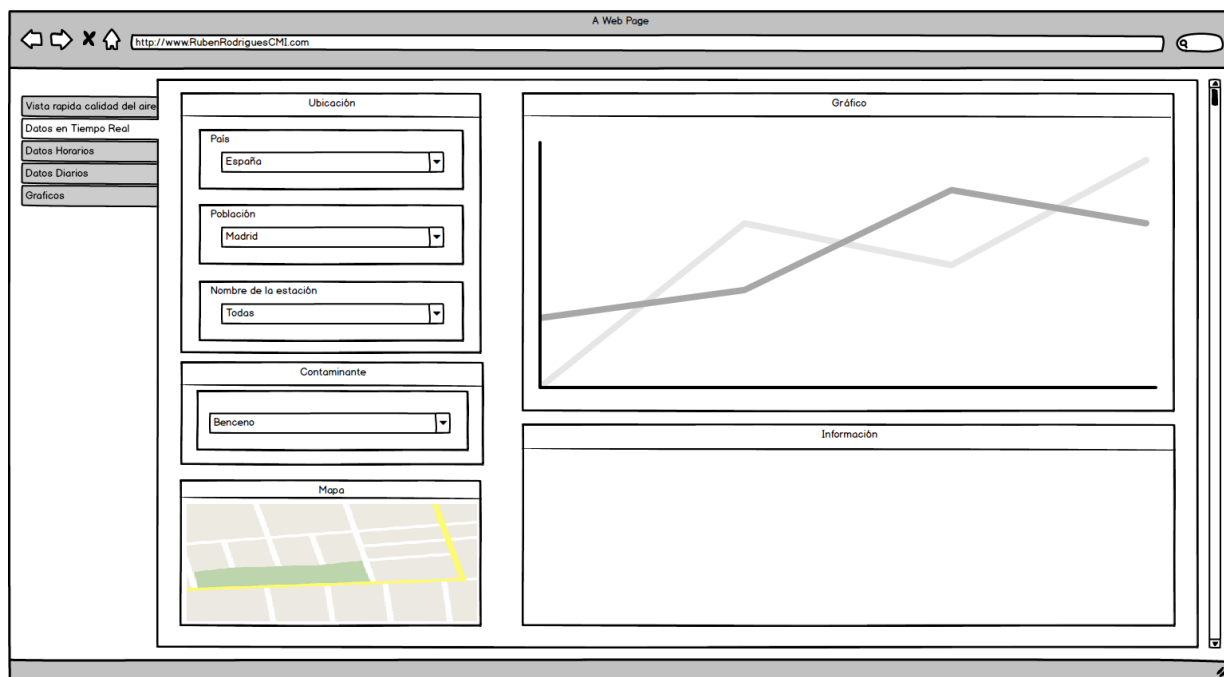 A Web Page
http://www.RubenRodriguesCMI.com
Vista rapida calidad del aire
Datos en Tiempo Real
Datos Horarios
Datos Diarios
Graficos
Ubicación
País
España
Población
Madrid
Nombre de la estación
Todas
Contaminante
Benceno
Mapa
Gráfico
Información